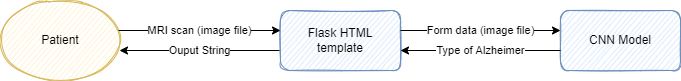 Patient
MRI scan (image file)
Ouput String
Flask HTML
template
Form data (image file)
Type of Alzheimer
CNN Model